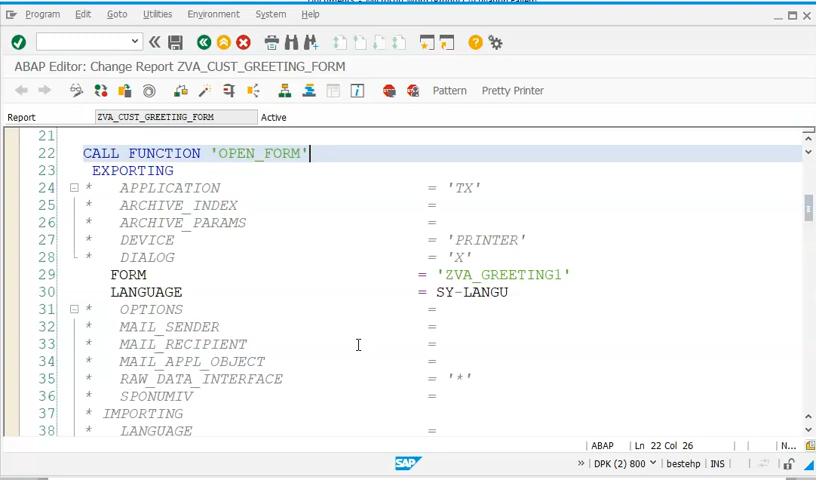 Program Edit Goto Utilities Environment System Help
ABAP Editor: Change Report ZVA_CUST_GREETING_FORM
Pattern Pretty Printer
Report ZVA_CUST_GREETING_FORM Active
21
22 CALL FUNCTION 'OPEN_FORM'
23 EXPORTING
24 * APPLICATION = 'TX'
25 * ARCHIVE_INDEX =
26 * ARCHIVE_PARAMS =
27 * DEVICE = 'PRINTER'
28 * DIALOG = 'X'
29 FORM = 'ZVA_GREETING1'
30 LANGUAGE = SY-LANGU
31 * OPTIONS =
32 * MAIL_SENDER =
33 * MAIL_RECIPIENT =
34 * MAIL_APPL_OBJECT =
35 * RAW_DATA_INTERFACE = '*'
36 * SPONUMIV =
37 * IMPORTING
38 * LANGUAGE =
ABAP Ln 22 Col 26 N...
SAP » DPK (2) 800 bestehp INS